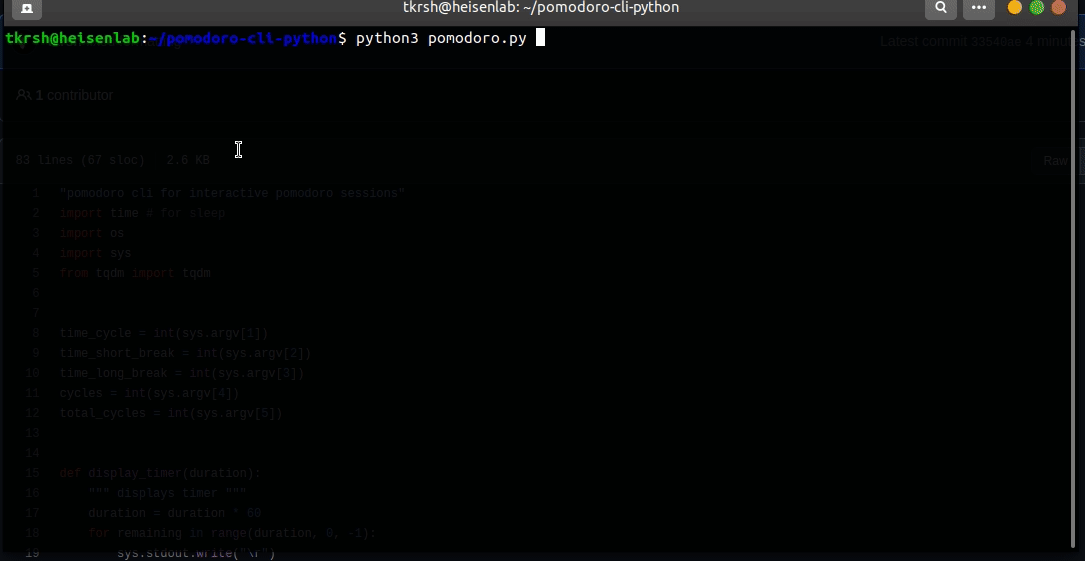 tkrsh@heisenlab: ~/pomodoro-cli-python
tkrsh@heisenlab:~/pomodoro-cli-python$ python3 pomodoro.py
Latest commit 33540ae 4 minutes
1 contributor
83 lines (67 sloc) 2.6 KB
Raw
1 "pomodoro cli for interactive pomodoro sessions"
2 import time # for sleep
3 import os
4 import sys
5 from tqdm import tqdm
6
7
8 time_cycle = int(sys.argv[1])
9 time_short_break = int(sys.argv[2])
10 time_long_break = int(sys.argv[3])
11 cycles = int(sys.argv[4])
12 total_cycles = int(sys.argv[5])
13
14
15 def display_timer(duration):
16 """ displays timer """
17 duration = duration * 60
18 for remaining in range(duration, 0, -1):
19 sys.stdout.write("\r")